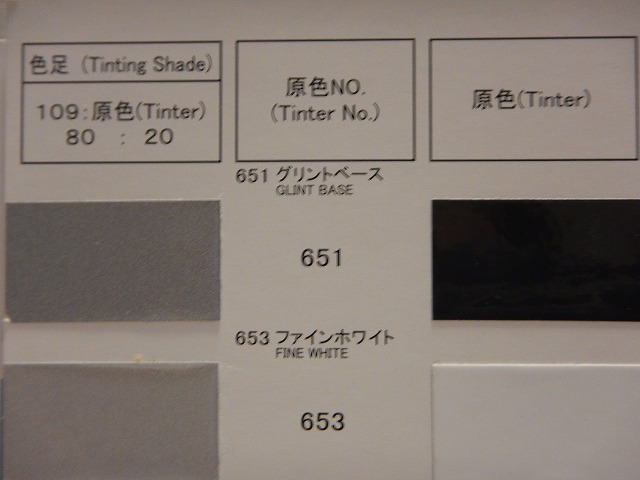 色足 (Tinting Shade)
109:原色(Tinter)
80 : 20
原色NO.
(Tinter No.)
原色(Tinter)
651 グリントベース
GLINT BASE
651
653 ファインホワイト
FINE WHITE
653